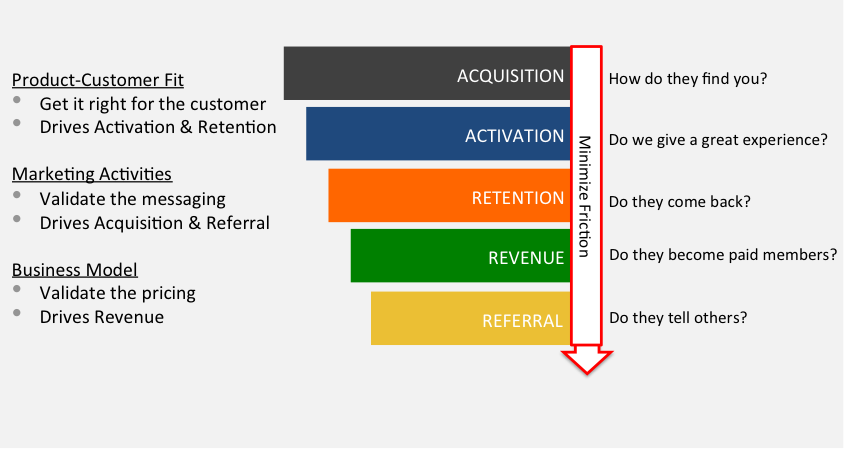 Product-Customer Fit
Get it right for the customer
Drives Activation & Retention
Marketing Activities
Validate the messaging
Drives Acquisition & Referral
Business Model
Validate the pricing
Drives Revenue
ACQUISITION
ACTIVATION
RETENTION
REVENUE
REFERRAL
Minimize Friction
How do they find you?
Do we give a great experience?
Do they come back?
Do they become paid members?
Do they tell others?